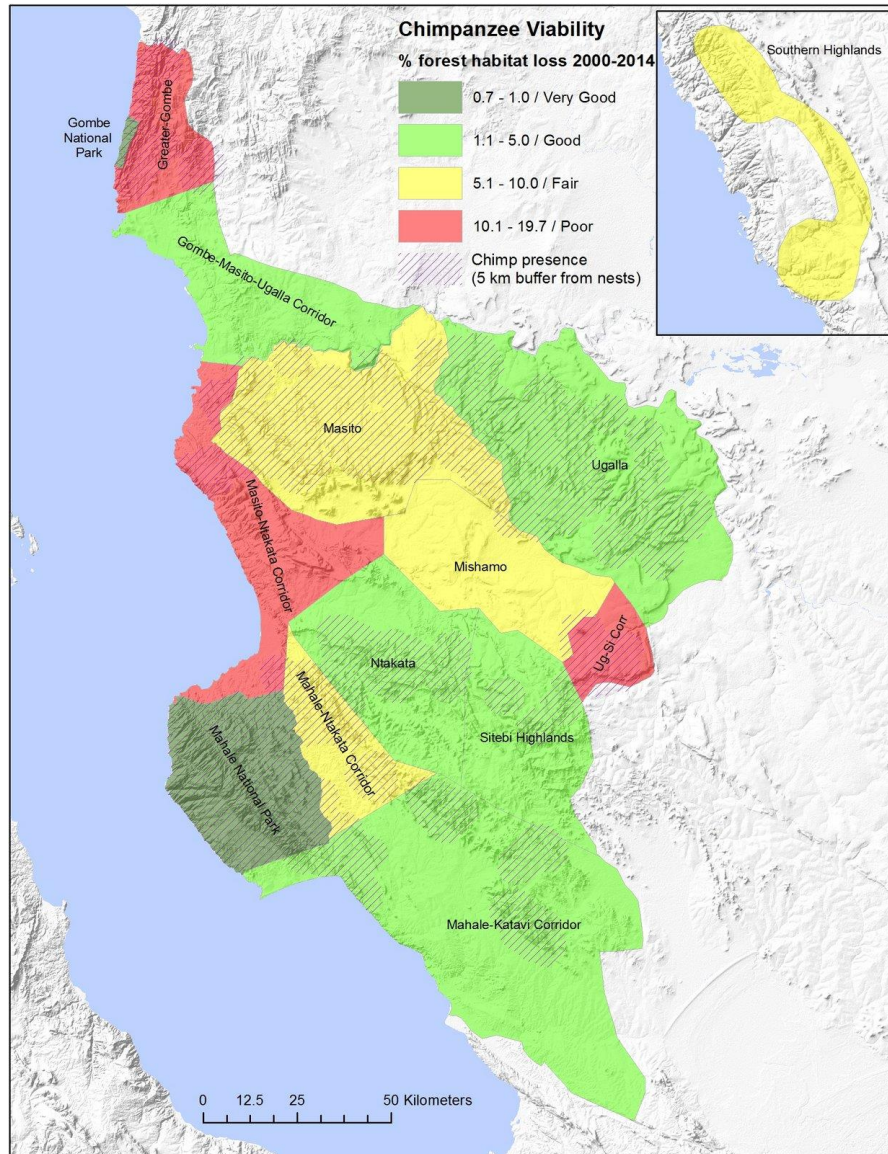 Chimpanzee Viability
% forest habitat loss 2000-2014
0.7 - 1.0 / Very Good
1.1 - 5.0 / Good
5.1 - 10.0 / Fair
10.1 - 19.7 / Poor
Chimp presence
(5 km buffer from nests)
Southern Highlands
Gombe
National
Park
Greater-Gombe
Gombe-Masito-Ugalla Corridor
Masito
Ugalla
Masito-Ntakata Corridor
Mishamo
Ug-Si Corr
Ntakata
Mahale-Ntakata Corridor
Sitebi Highlands
Mahale National Park
Mahale-Katavi Corridor
0 12.5 25 50 Kilometers